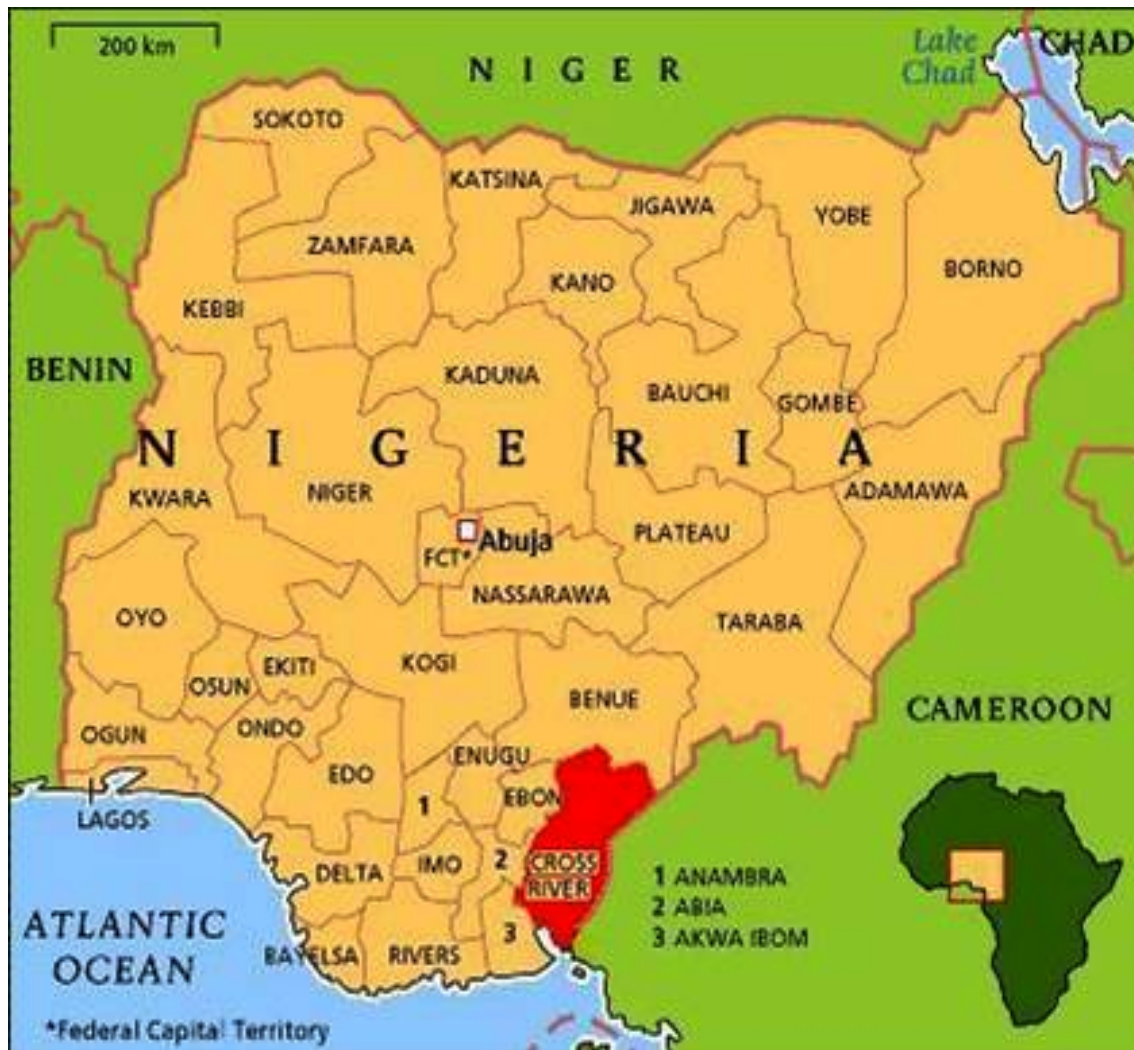 200 km
NIGER
Lake
Chad
CHAD
SOKOTO
KATSINA
JIGAWA
YOBE
ZAMFARA
BORNO
KANO
KEBBI
BENIN
KADUNA
BAUCHI
GOMBE
NIGERIA
KWARA
NIGER
ADAMAWA
PLATEAU
Abuja
FCT*
NASSARAWA
OYO
TARABA
KOGI
EKITI
OSUN
BENUE
CAMEROON
ONDO
OGUN
ENUGU
EDO
EBON
1
LAGOS
2
CROSS
RIVER
IMO
DELTA
1 ANAMBRA
2 ABIA
3 AKWA IBOM
3
ATLANTIC
OCEAN
BAYELSA
RIVERS
*Federal Capital Territory